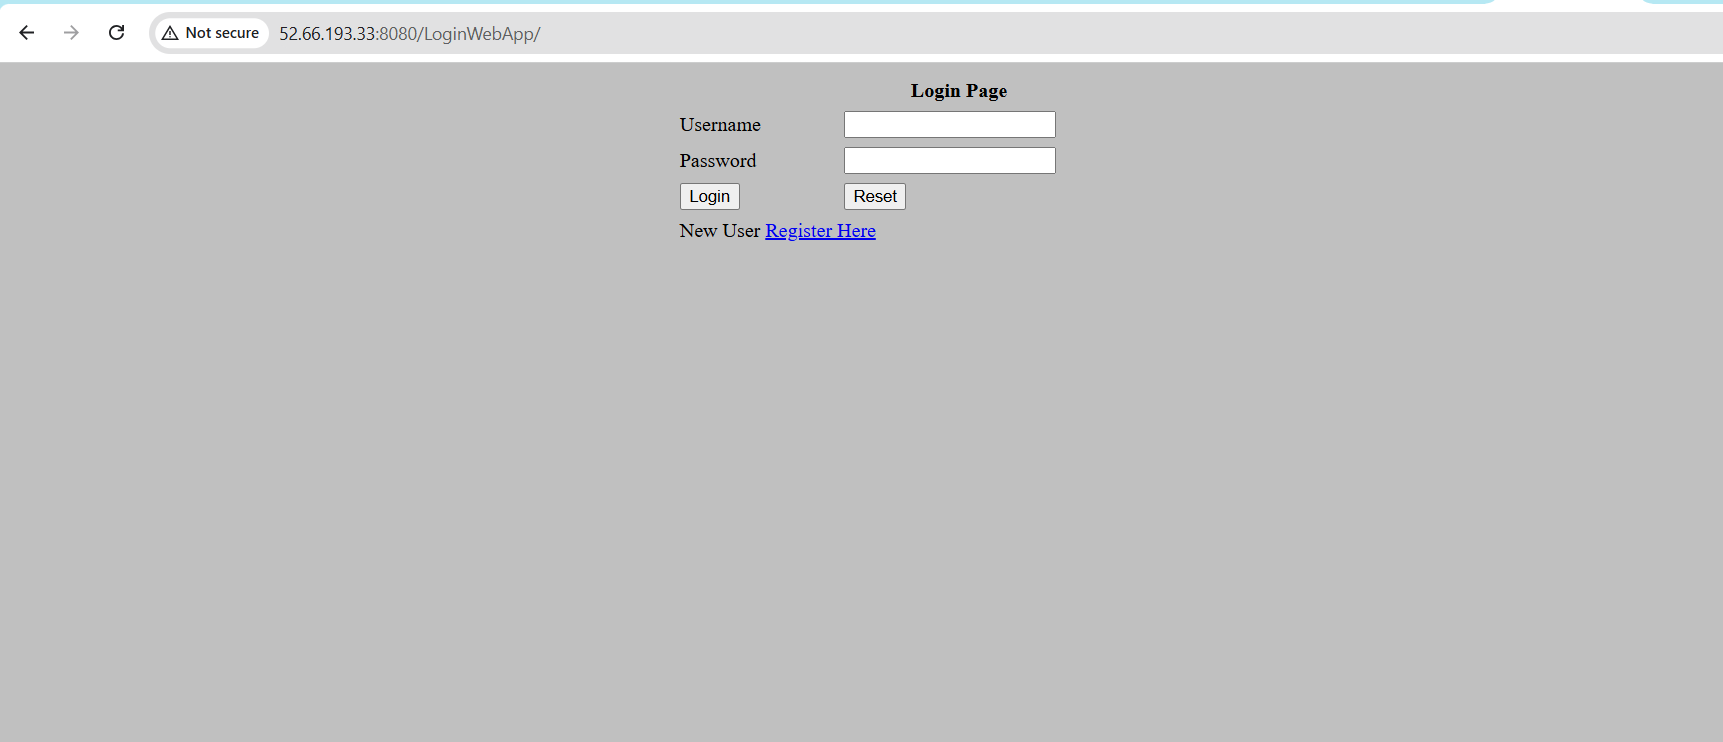 Not secure 52.66.193.33:8080/LoginWebApp/
Login Page
Username
Password
Login Reset
New User Register Here